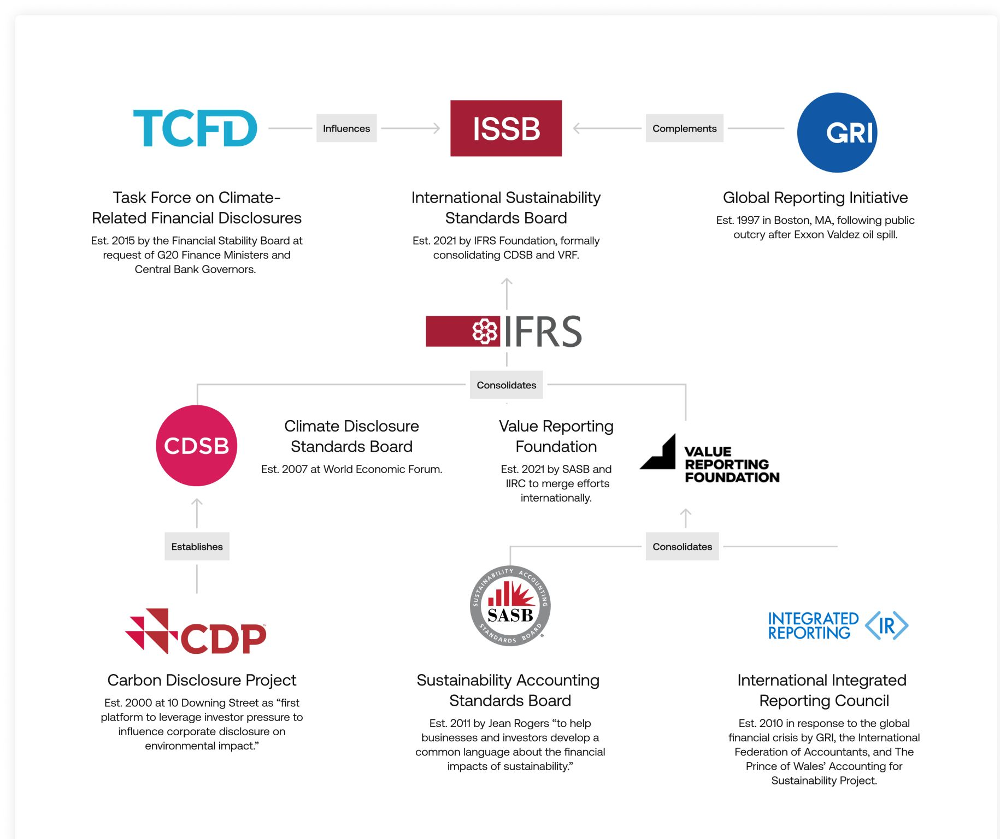 TCFD
Influences
ISSB
Complements
GRI
Task Force on Climate-
Related Financial Disclosures
Est. 2015 by the Financial Stability Board at
request of G20 Finance Ministers and
Central Bank Governors.
International Sustainability
Standards Board
Est. 2021 by IFRS Foundation, formally
consolidating CDSB and VRF.
Global Reporting Initiative
Est. 1997 in Boston, MA, following public
outcry after Exxon Valdez oil spill.
IFRS
Consolidates
CDSB
Climate Disclosure
Standards Board
Est. 2007 at World Economic Forum.
Value Reporting
Foundation
Est. 2021 by SASB and
IIRC to merge efforts
internationally.
VALUE
REPORTING
FOUNDATION
Establishes
Consolidates
CDP™
SUSTAINABILITY ACCOUNTING
SASB
STANDARDS BOARD
®
INTEGRATED
REPORTING
<IR>
Carbon Disclosure Project
Est. 2000 at 10 Downing Street as “first
platform to leverage investor pressure to
influence corporate disclosure on
environmental impact.”
Sustainability Accounting
Standards Board
Est. 2011 by Jean Rogers “to help
businesses and investors develop a
common language about the financial
impacts of sustainability.”
International Integrated
Reporting Council
Est. 2010 in response to the global
financial crisis by GRI, the International
Federation of Accountants, and The
Prince of Wales’ Accounting for
Sustainability Project.